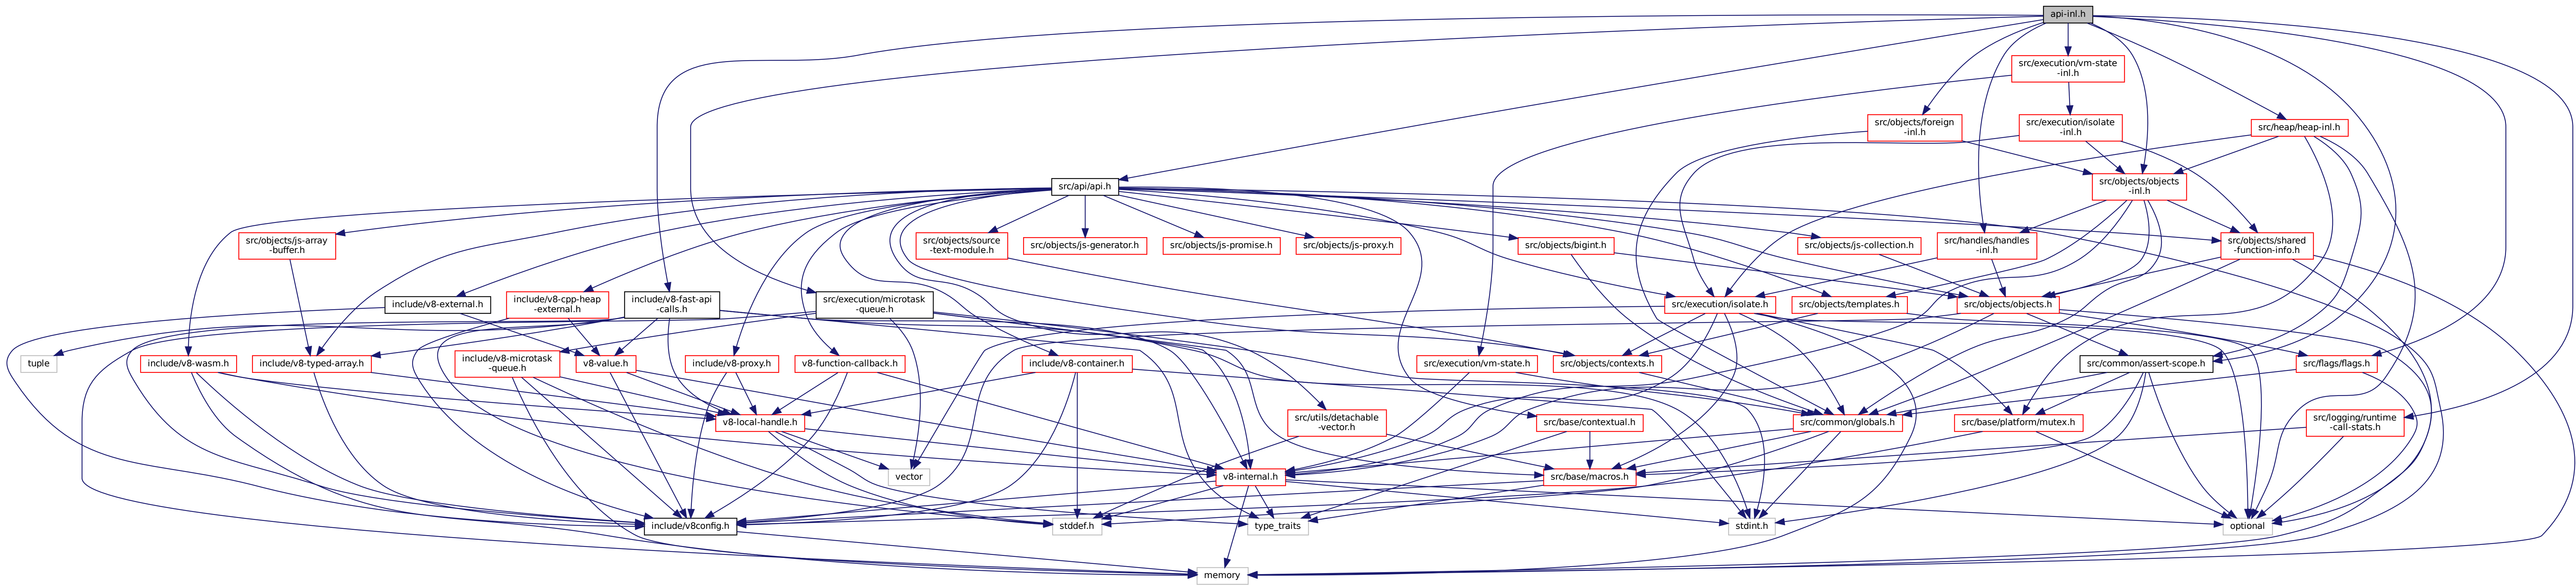 api-inl.h
src/execution/vm-state
-inl.h
src/objects/foreign
-inl.h
src/execution/isolate
-inl.h
src/heap/heap-inl.h
src/api/api.h
src/objects/objects
-inl.h
src/objects/js-array
-buffer.h
src/objects/source
-text-module.h
src/objects/js-generator.h
src/objects/js-promise.h
src/objects/js-proxy.h
src/objects/bigint.h
src/objects/js-collection.h
src/handles/handles
-inl.h
src/objects/shared
-function-info.h
include/v8-external.h
include/v8-cpp-heap
-external.h
include/v8-fast-api
-calls.h
src/execution/microtask
-queue.h
src/execution/isolate.h
src/objects/templates.h
src/objects/objects.h
tuple
include/v8-wasm.h
include/v8-typed-array.h
include/v8-microtask
-queue.h
v8-value.h
include/v8-proxy.h
v8-function-callback.h
include/v8-container.h
src/execution/vm-state.h
src/objects/contexts.h
src/common/assert-scope.h
src/flags/flags.h
v8-local-handle.h
src/utils/detachable
-vector.h
src/base/contextual.h
src/common/globals.h
src/base/platform/mutex.h
src/logging/runtime
-call-stats.h
vector
v8-internal.h
src/base/macros.h
include/v8config.h
stddef.h
type_traits
stdint.h
optional
memory